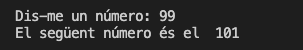 Dis-me un número: 99
El següent número és el  101